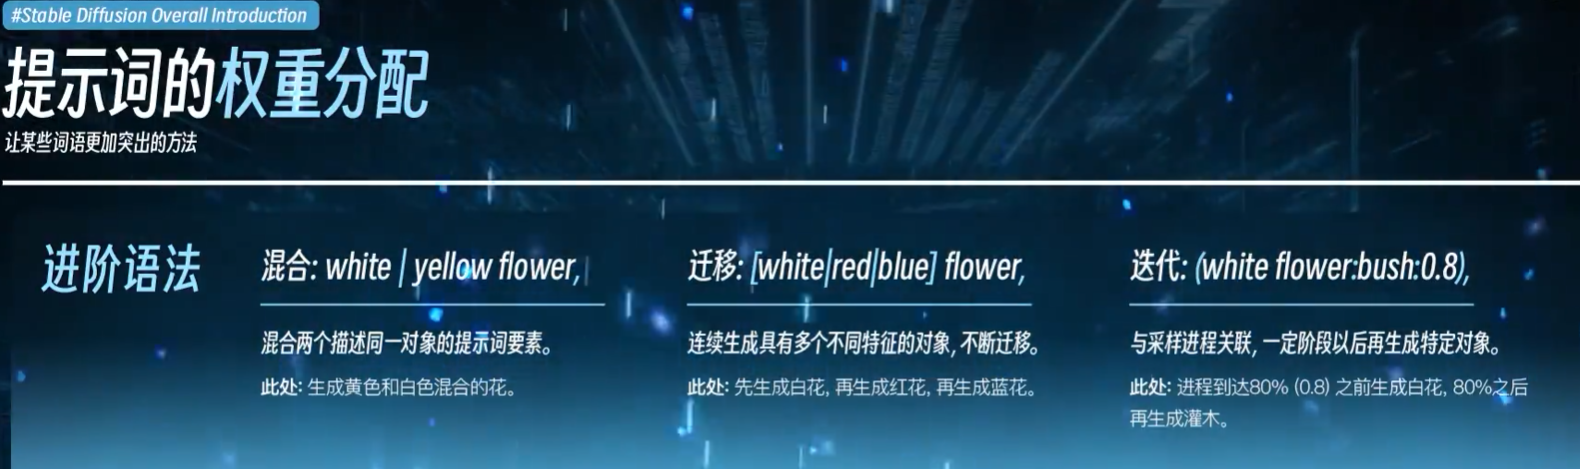 #Stable Diffusion Overall Introduction
提示词的权重分配
让某些词语更加突出的方法
进阶语法
混合: white | yellow flower,
混合两个描述同一对象的提示词要素。
此处: 生成黄色和白色混合的花。
迁移: [white|red|blue] flower,
连续生成具有多个不同特征的对象, 不断迁移。
此处: 先生成白花, 再生成红花, 再生成蓝花。
迭代: (white flower:bush:0.8),
与采样进程关联, 一定阶段以后再生成特定对象。
此处: 进程到达80% (0.8) 之前生成白花, 80%之后
再生成灌木。